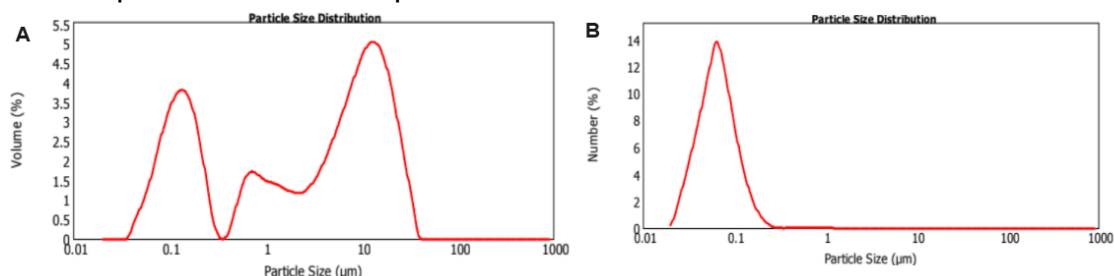 A
Particle Size Distribution
5.5
5
4.5
4
3.5
3
2.5
2
1.5
1
0.5
0
Volume (%)
0.01 0.1 1 10 100 1000
Particle Size (µm)
B
Particle Size Distribution
14
12
10
8
6
4
2
0
Number (%)
0.01 0.1 1 10 100 1000
Particle Size (µm)